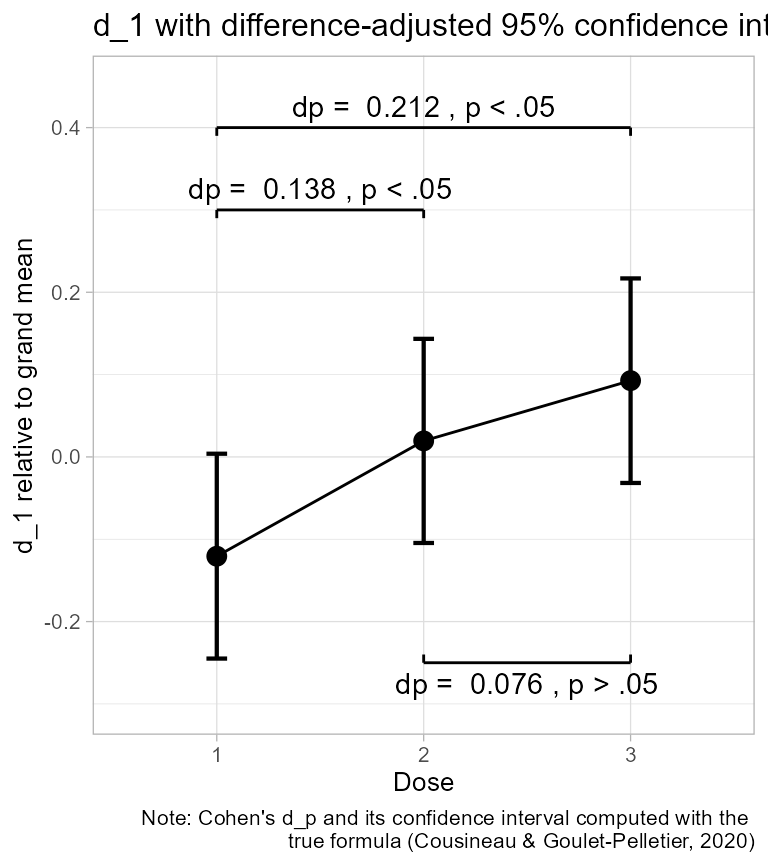 d_1 with difference-adjusted 95% confidence int
dp =  0.212 , p < .05
0.4
dp =  0.138 , p < .05
0.2
d_1 relative to grand mean
0.0
-0.2
dp =  0.076 , p > .05
1 2 3
Dose
Note: Cohen's d_p and its confidence interval computed with the
true formula (Cousineau & Goulet-Pelletier, 2020)